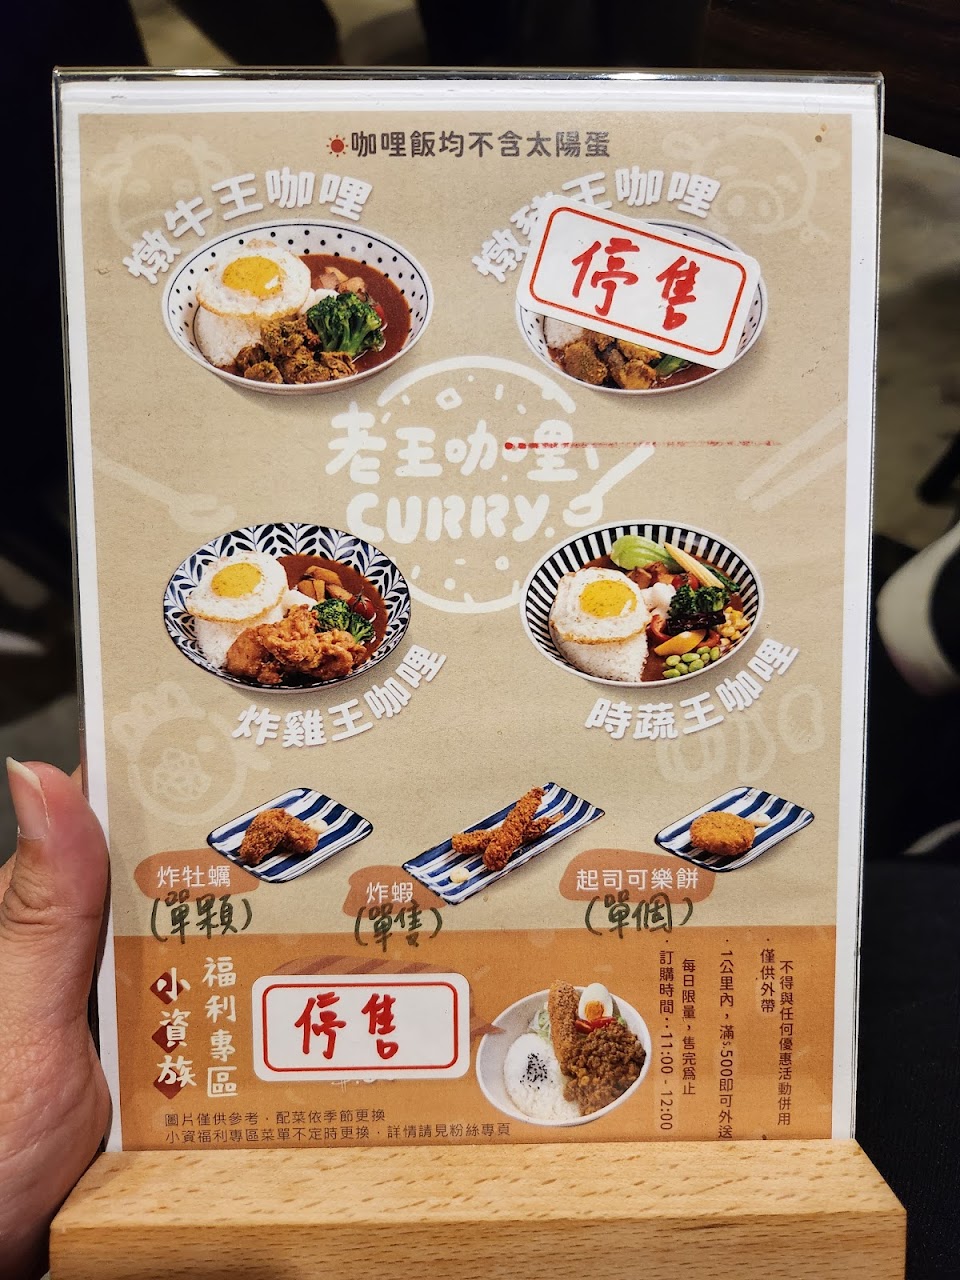 咖哩飯均不含太陽蛋
燉牛王咖哩
燉豬王咖哩
停售
老王咖哩
CURRY.
炸雞王咖哩
時蔬王咖哩
炸牡蠣
(單顆)
炸蝦
(單隻)
起司可樂餅
(單個)
小資族
福利專區
停售
·僅供外帶
不得與任何優惠活動併用
·1公里內,滿$500即可外送
每日限量,售完為止
·訂購時間:11:00 - 12:00
圖片僅供參考.配菜依季節更換
小資福利專區菜單不定時更換.詳情請見粉絲專頁